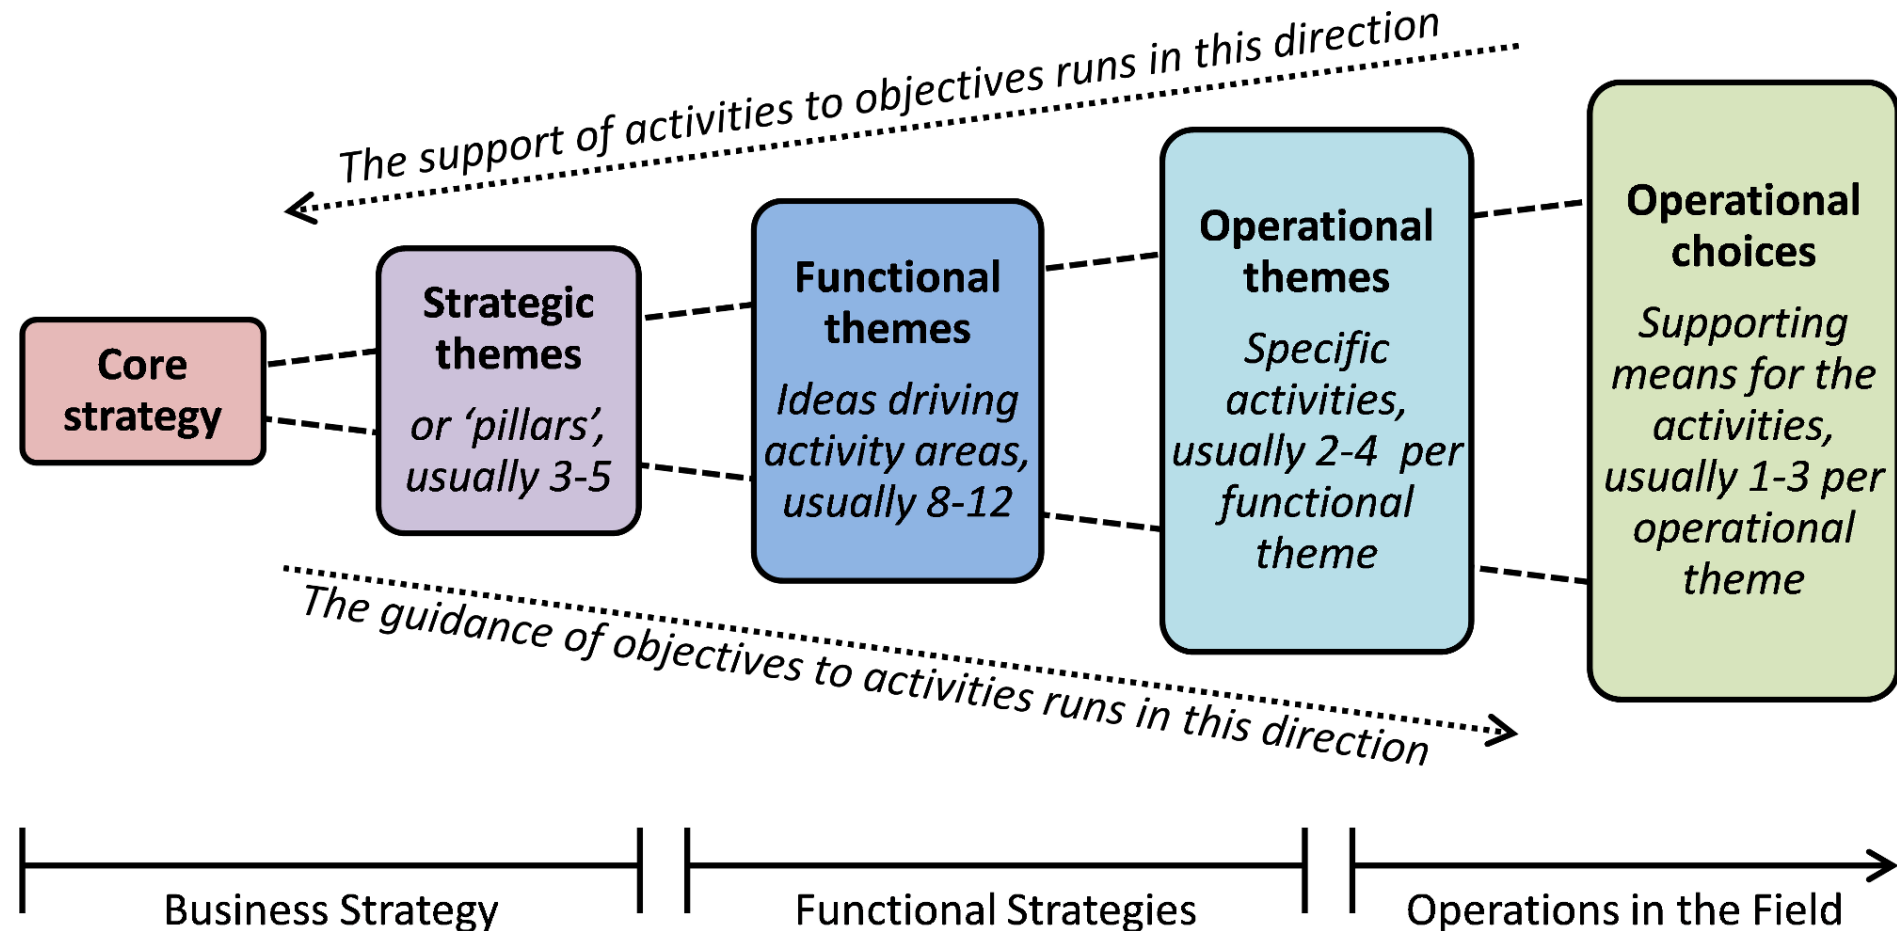 The support of activities to objectives runs in this direction
Core
strategy
Strategic
themes
or ‘pillars’,
usually 3-5
Functional
themes
Ideas driving
activity areas,
usually 8-12
Operational
themes
Specific
activities,
usually 2-4 per
functional
theme
Operational
choices
Supporting
means for the
activities,
usually 1-3 per
operational
theme
The guidance of objectives to activities runs in this direction
Business Strategy
Functional Strategies
Operations in the Field